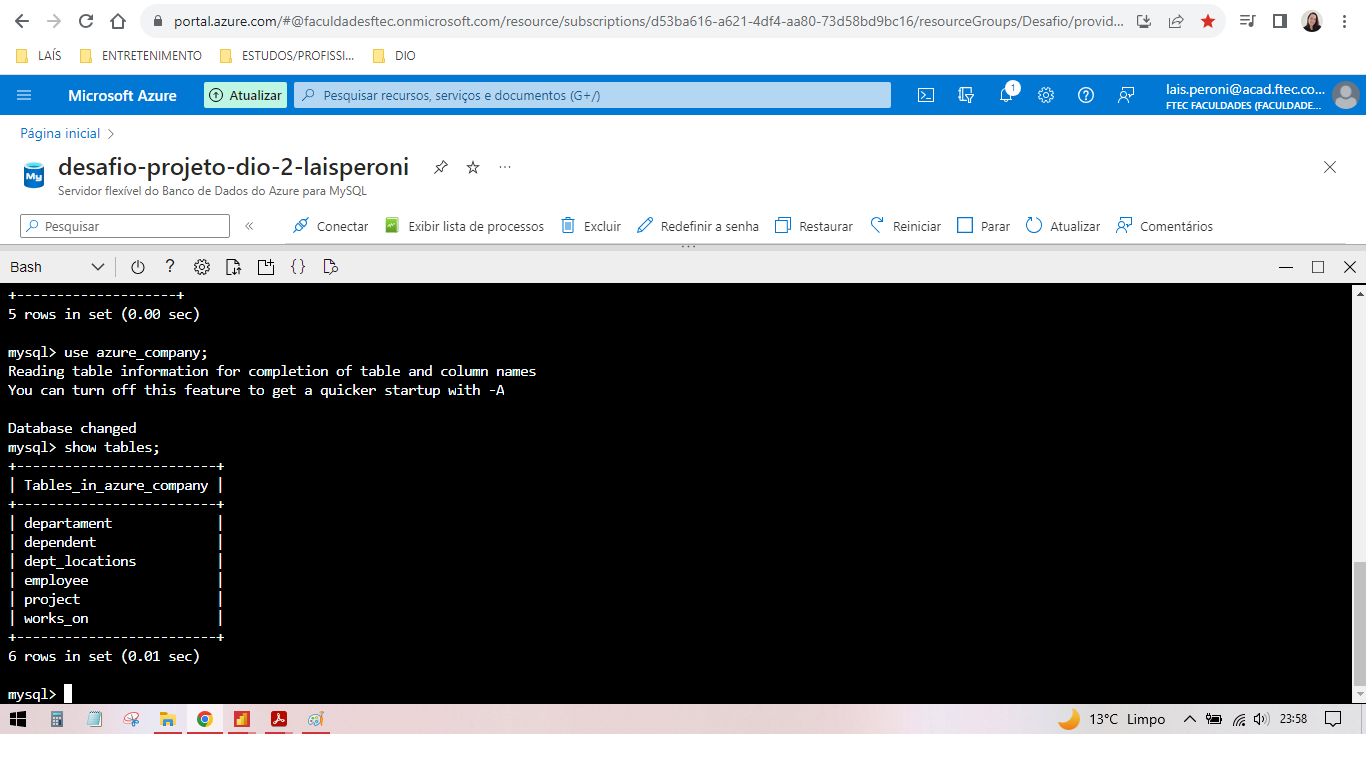 portal.azure.com/#@faculdadesftec.onmicrosoft.com/resource/subscriptions/d53ba616-a621-4df4-aa80-73d58bd9bc16/resourceGroups/Desafio/provid...
LAÍS ENTRETENIMENTO ESTUDOS/PROFISSI... DIO
Microsoft Azure Atualizar Pesquisar recursos, serviços e documentos (G+/) 1 lais.peroni@acad.ftec.co...
FTEC FACULDADES (FACULDADE...
Página inicial >
desafio-projeto-dio-2-laisperoni ...
My
Servidor flexível do Banco de Dados do Azure para MySQL
Pesquisar « Conectar Exibir lista de processos Excluir Redefinir a senha Restaurar Reiniciar Parar Atualizar Comentários
Bash ? {}
+--------------------+
5 rows in set (0.00 sec)
mysql> use azure_company;
Reading table information for completion of table and column names
You can turn off this feature to get a quicker startup with -A
Database changed
mysql> show tables;
+-------------------------+
| Tables_in_azure_company |
+-------------------------+
| departament             |
| dependent               |
| dept_locations          |
| employee                |
| project                 |
| works_on                |
+-------------------------+
6 rows in set (0.01 sec)
mysql>
13°C Limpo 23:58